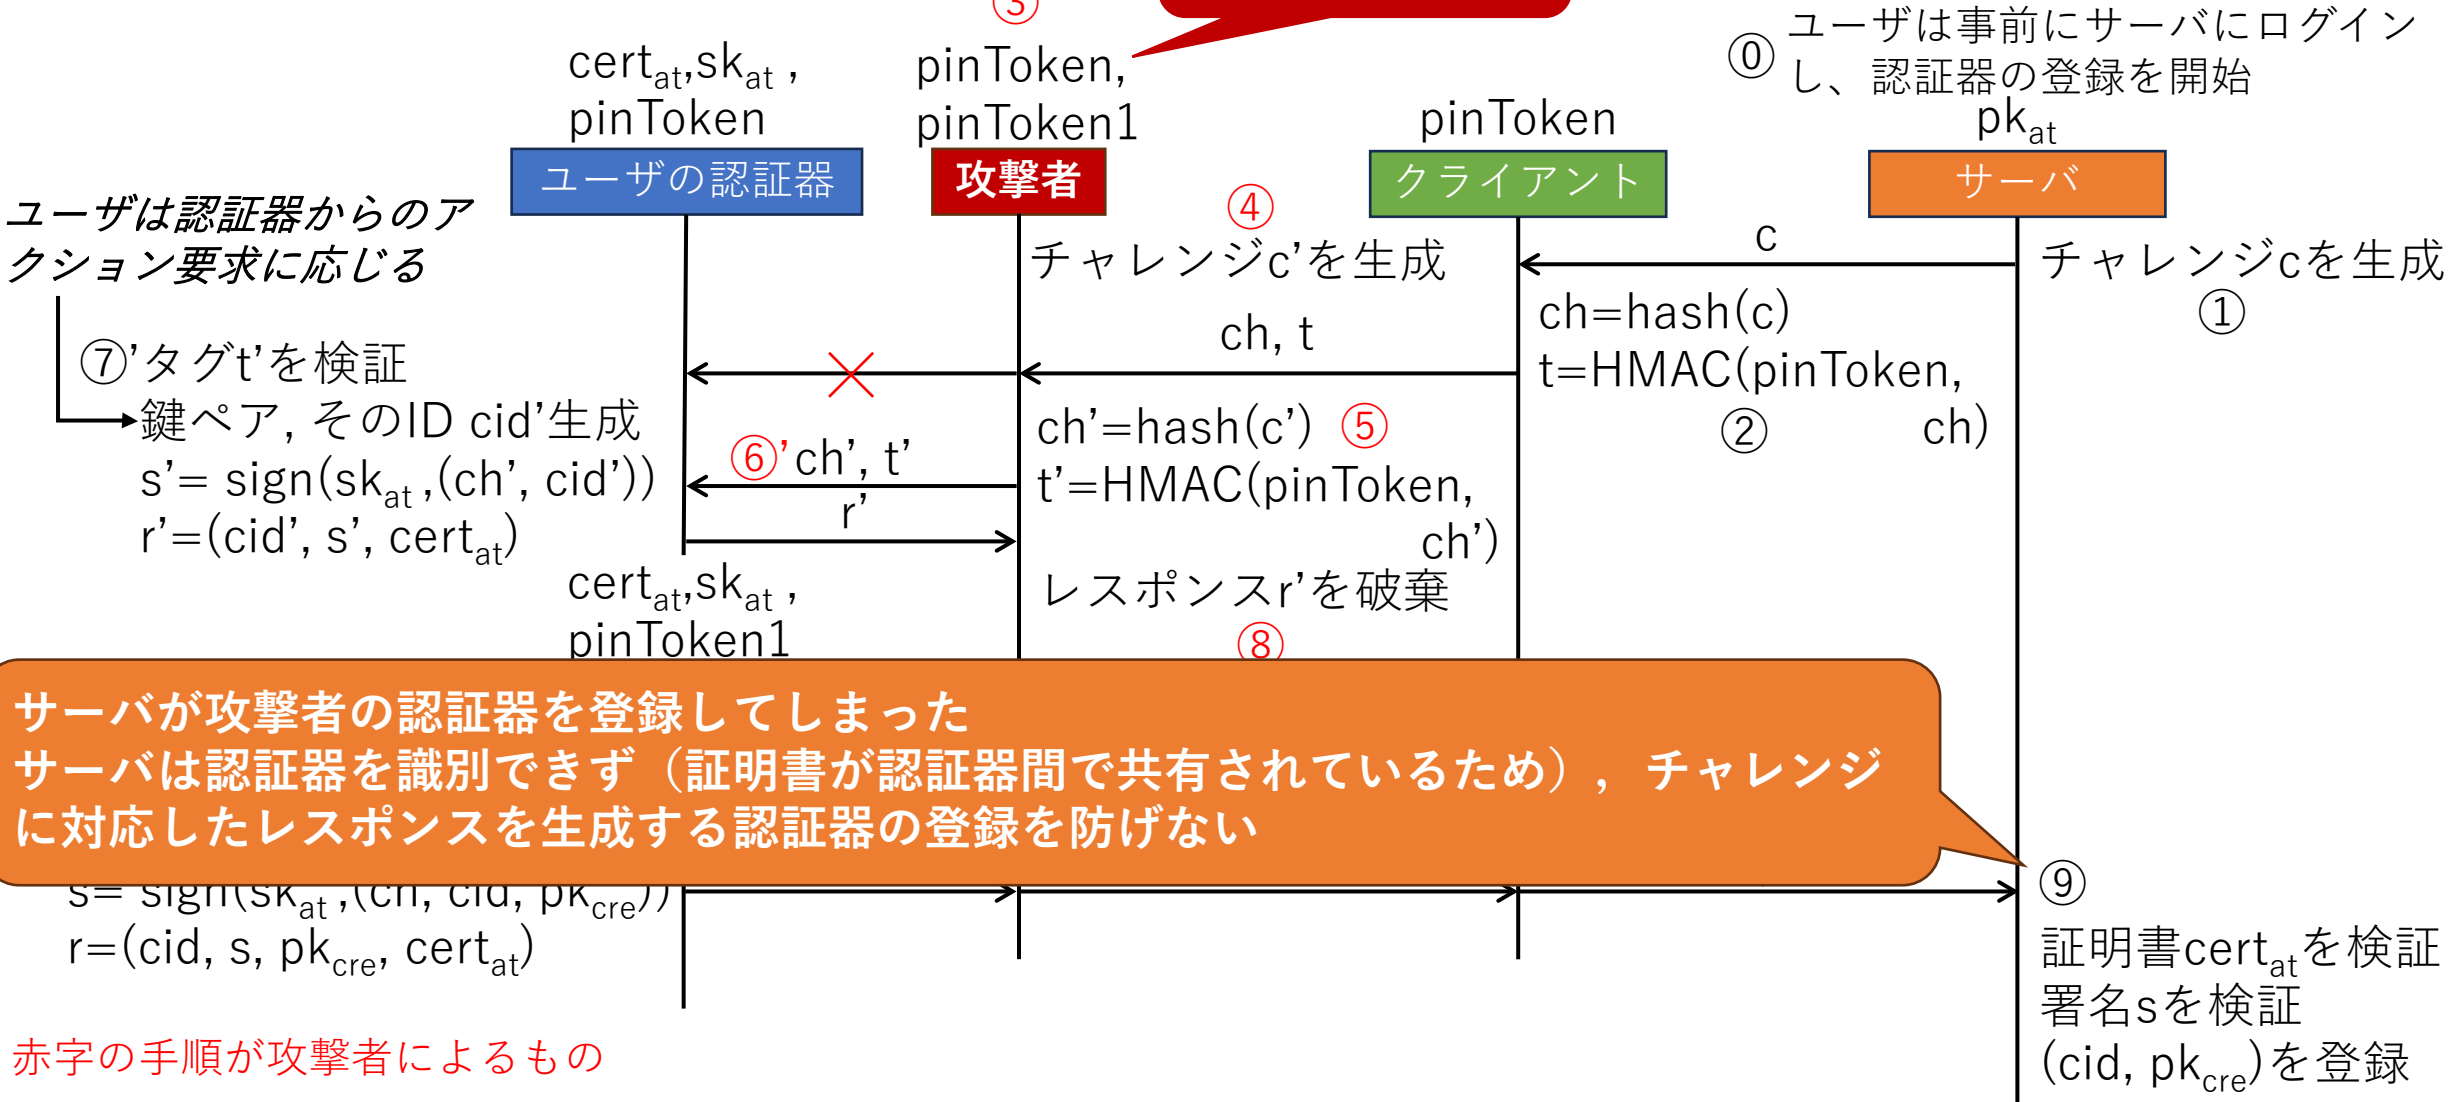 ③
⓪ ユーザは事前にサーバにログイン
し、認証器の登録を開始
cert_at,sk_at ,
pinToken
pinToken,
pinToken1
pinToken
pk_at
ユーザの認証器
攻撃者
クライアント
サーバ
ユーザは認証器からのア
クション要求に応じる
④
チャレンジc’を生成
c
チャレンジcを生成
①
ch=hash(c)
t=HMAC(pinToken,
ch)
②
ch, t
⑦’タグt’を検証
鍵ペア, そのID cid’生成
s’= sign(sk_at ,(ch’, cid’))
r’=(cid’, s’, cert_at)
⑥’ch’, t’
r’
ch’=hash(c’) ⑤
t’=HMAC(pinToken,
ch’)
レスポンスr’を破棄
⑧
cert_at,sk_at ,
pinToken1
サーバが攻撃者の認証器を登録してしまった
サーバは認証器を識別できず（証明書が認証器間で共有されているため）, チャレンジ
に対応したレスポンスを生成する認証器の登録を防げない
s= sign(sk_at ,(ch, cid, pk_cre))
r=(cid, s, pk_cre, cert_at)
⑨
証明書cert_atを検証
署名sを検証
(cid, pk_cre)を登録
赤字の手順が攻撃者によるもの